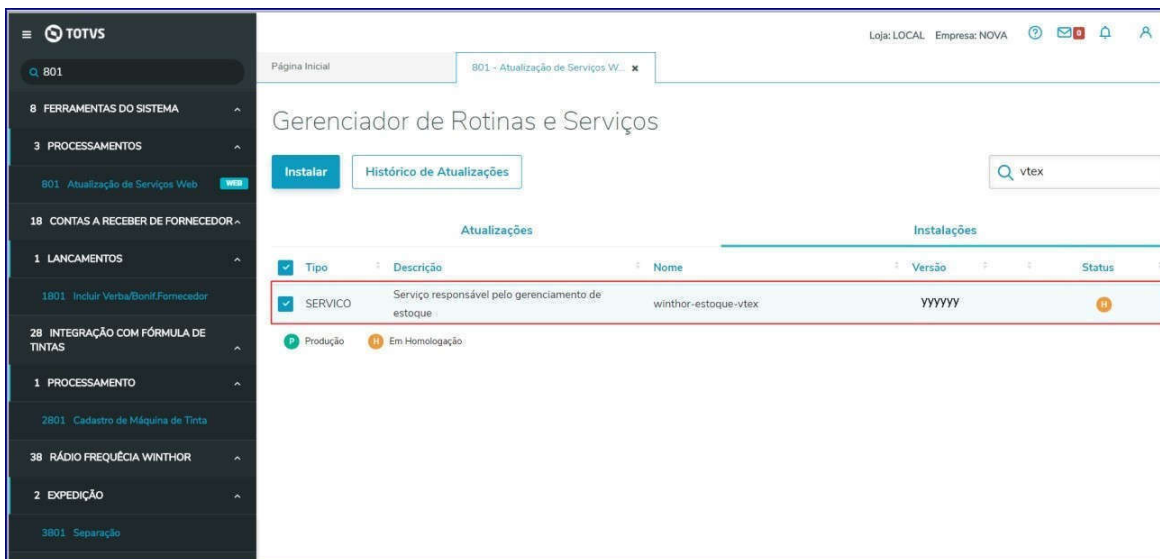 TOTVS
Loja: LOCAL Empresa: NOVA
0
801
Página Inicial
801 - Atualização de Serviços W...
8 FERRAMENTAS DO SISTEMA
3 PROCESSAMENTOS
801 Atualização de Serviços Web WEB
18 CONTAS A RECEBER DE FORNECEDOR
1 LANCAMENTOS
1801 Incluir Verba/Bonif.Fornecedor
28 INTEGRAÇÃO COM FÓRMULA DE
TINTAS
1 PROCESSAMENTO
2801 Cadastro de Máquina de Tinta
38 RÁDIO FREQUÊCIA WINTHOR
2 EXPEDIÇÃO
3801 Separação
Gerenciador de Rotinas e Serviços
Instalar Histórico de Atualizações vtex
Atualizações Instalações
Tipo Descrição Nome Versão Status
SERVICO Serviço responsável pelo gerenciamento de
estoque winthor-estoque-vtex yyyyyy H
P Produção H Em Homologação